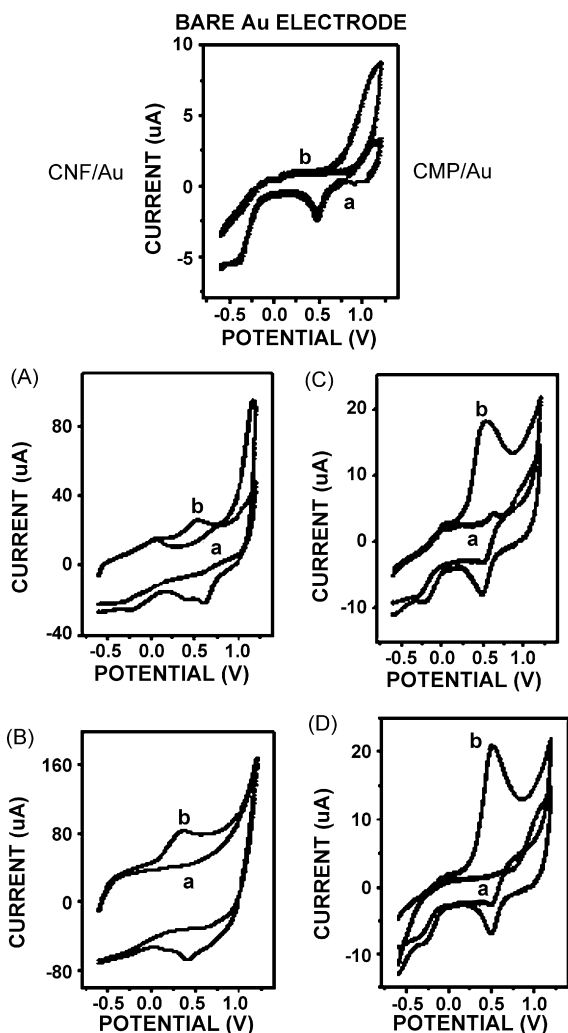 BARE Au ELECTRODE
10
5
0
-5
CURRENT (uA)
b
a
-0.5 0.0 0.5 1.0
POTENTIAL (V)
CNF/Au
CMP/Au
(A)
80
40
0
-40
CURRENT (uA)
b
a
-0.5 0.0 0.5 1.0
POTENTIAL (V)
(C)
20
10
0
-10
CURRENT (uA)
b
a
-0.5 0.0 0.5 1.0
POTENTIAL (V)
(B)
160
80
0
-80
CURRENT (uA)
b
a
-0.5 0.0 0.5 1.0
POTENTIAL (V)
(D)
20
10
0
-10
CURRENT (uA)
b
a
-0.5 0.0 0.5 1.0
POTENTIAL (V)